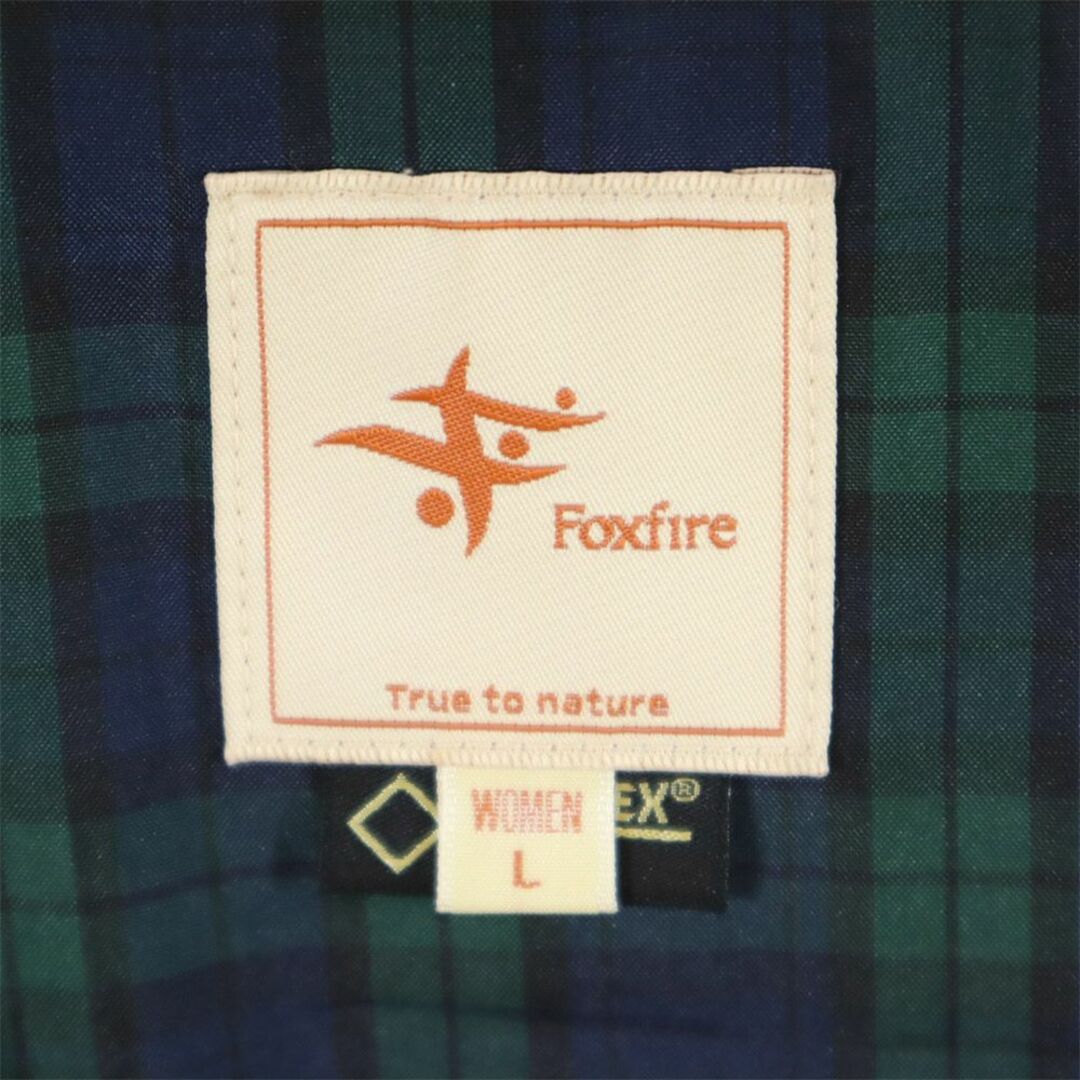 Foxfire
True to nature
WOMEN
L
EX®